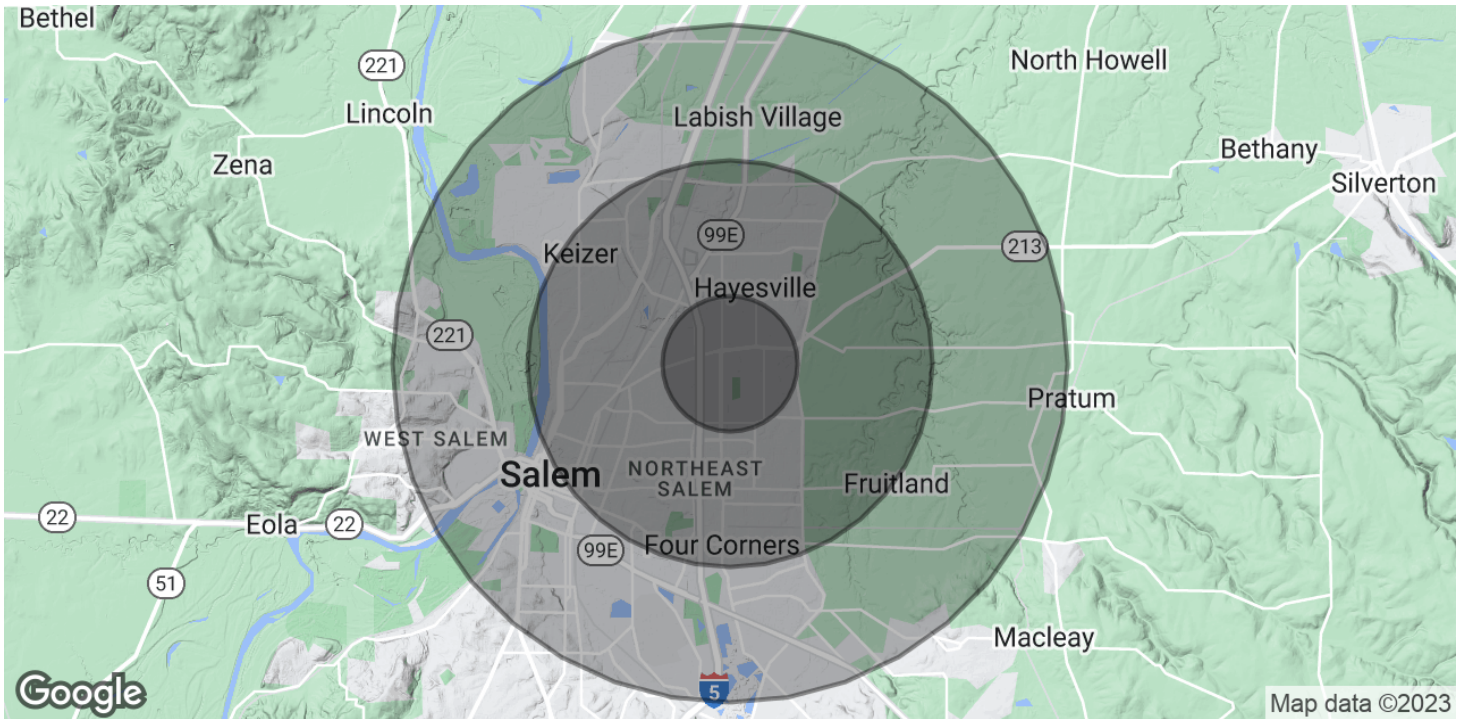 Bethel
221
North Howell
Lincoln
Labish Village
Bethany
Zena
Silverton
99E
Keizer
213
Hayesville
221
Pratum
WEST SALEM
Salem
NORTHEAST
SALEM
Fruitland
22
Eola
22
99E
Four Corners
51
Macleay
5
Google
Map data ©2023